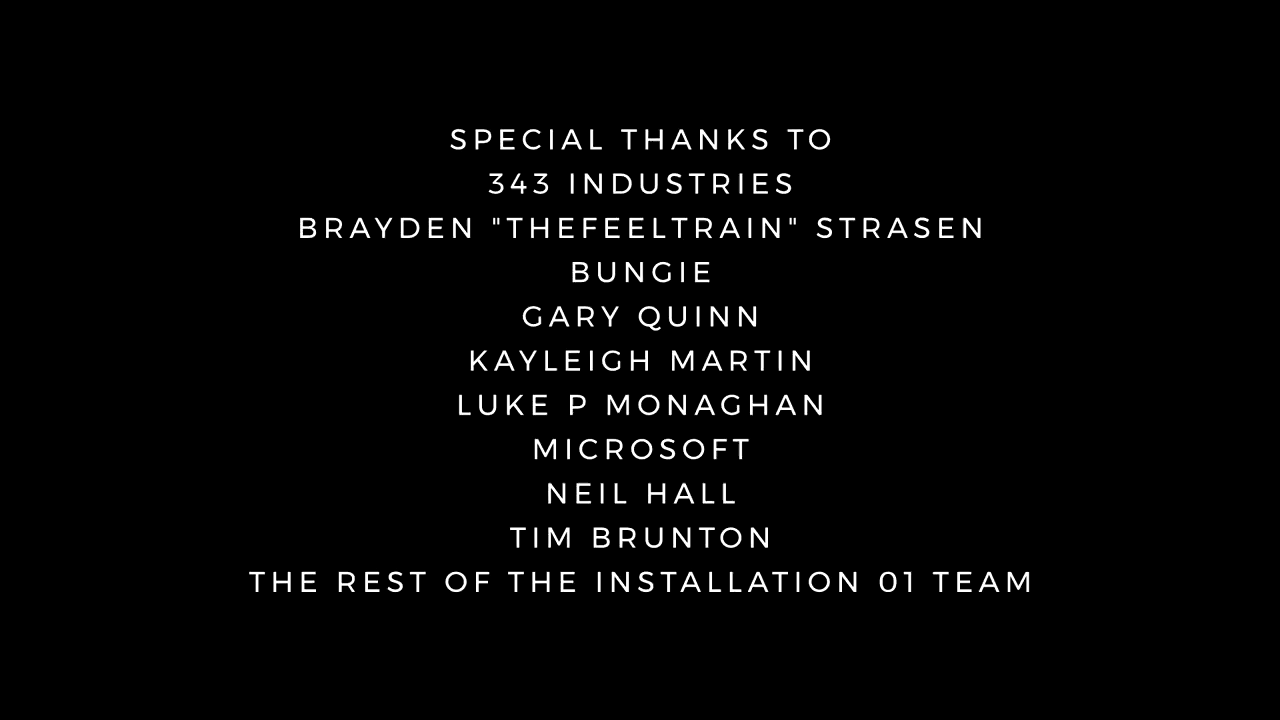 SPECIAL THANKS TO
343 INDUSTRIES
BRAYDEN "THEFEELTRAIN" STRASEN
BUNGIE
GARY QUINN
KAYLEIGH MARTIN
LUKE P MONAGHAN
MICROSOFT
NEIL HALL
TIM BRUNTON
THE REST OF THE INSTALLATION 01 TEAM